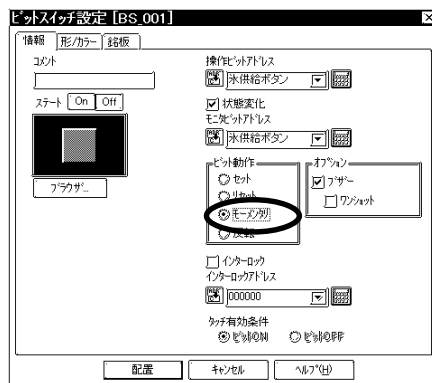 ビットスイッチ設定 [BS_001]
情報 形/カラー 銘板
コメント
ステート On Off
ブラウザ..
操作ビットアドレス
氷供給ボタン
状態変化
モニタビットアドレス
氷供給ボタン
ビット動作
セット
リセット
モーメンタリ
反転
オプション
ブザー
ワンショット
インターロック
インターロックアドレス
000000
タッチ有効条件
ビットON ビットOFF
配置 キャンセル ヘルプ(H)